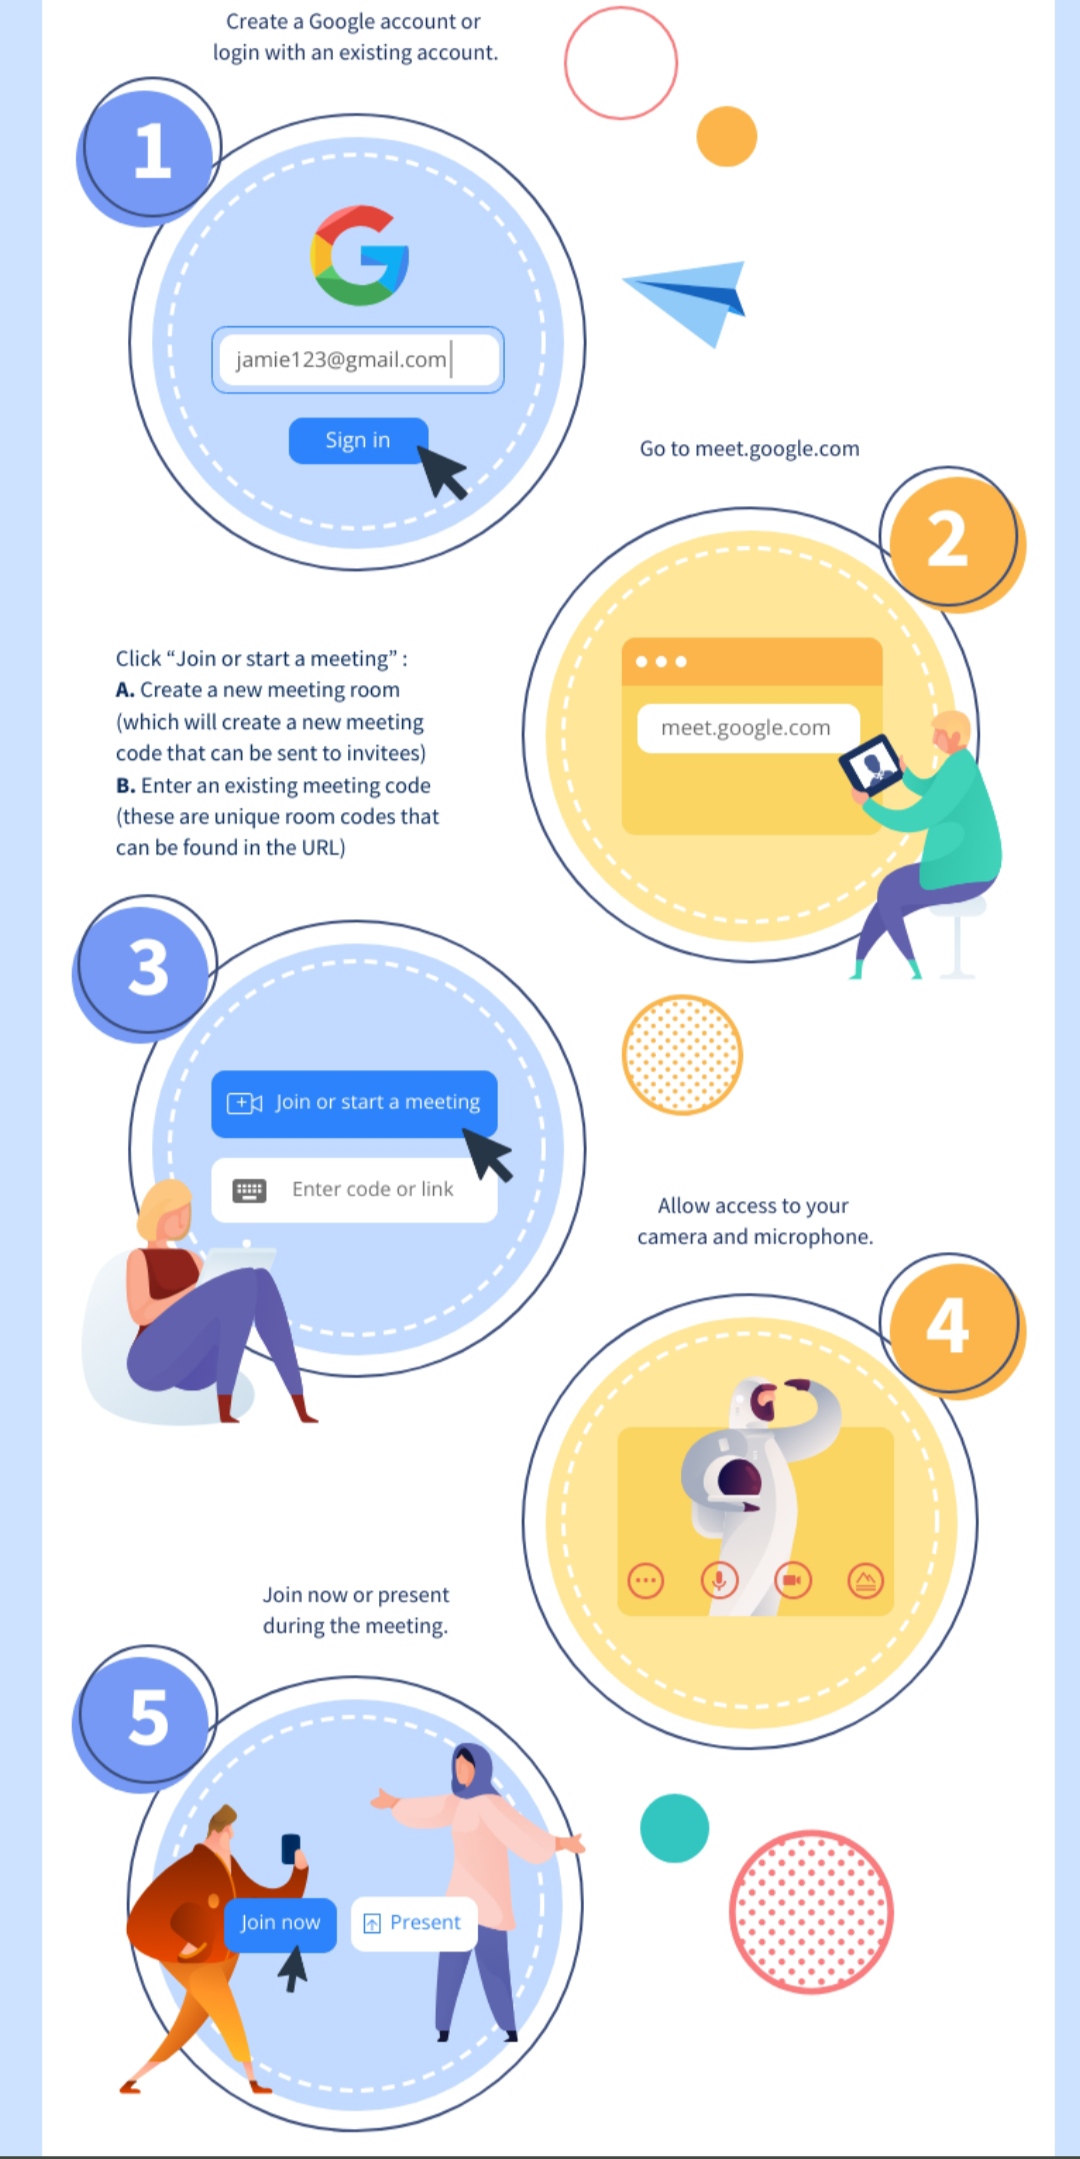 Create a Google account or
login with an existing account.
1
G
jamie123@gmail.com
Sign in
Go to meet.google.com
2
meet.google.com
Click “Join or start a meeting” :
A. Create a new meeting room
(which will create a new meeting
code that can be sent to invitees)
B. Enter an existing meeting code
(these are unique room codes that
can be found in the URL)
3
Join or start a meeting
Enter code or link
Allow access to your
camera and microphone.
4
Join now or present
during the meeting.
5
Join now
Present